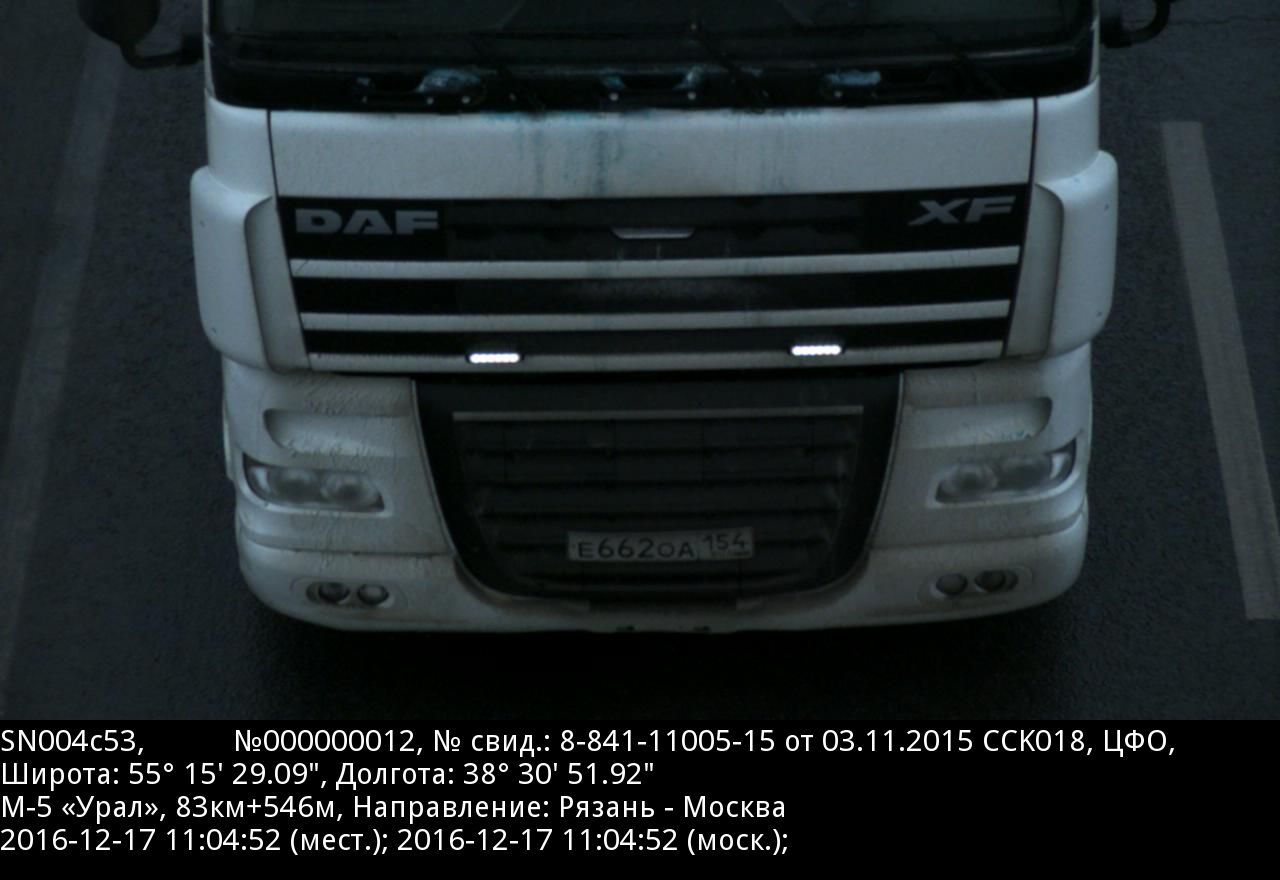 DAF XF
Е662ОА 154
SN004c53, №000000012, № свид.: 8-841-11005-15 от 03.11.2015 ССК018, ЦФО,
Широта: 55° 15' 29.09", Долгота: 38° 30' 51.92"
М-5 «Урал», 83км+546м, Направление: Рязань - Москва
2016-12-17 11:04:52 (мест.); 2016-12-17 11:04:52 (моск.);